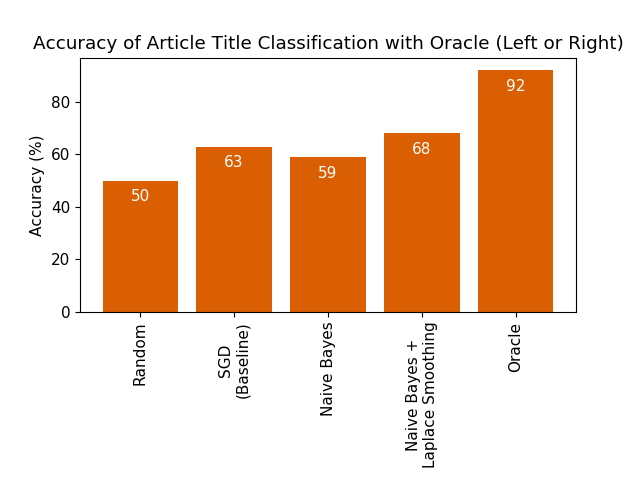 Accuracy of Article Title Classification with Oracle (Left or Right)
Accuracy (%)
80
60
40
20
0
50
63
59
68
92
Random
SGD
(Baseline)
Naive Bayes
Naive Bayes +
Laplace Smoothing
Oracle